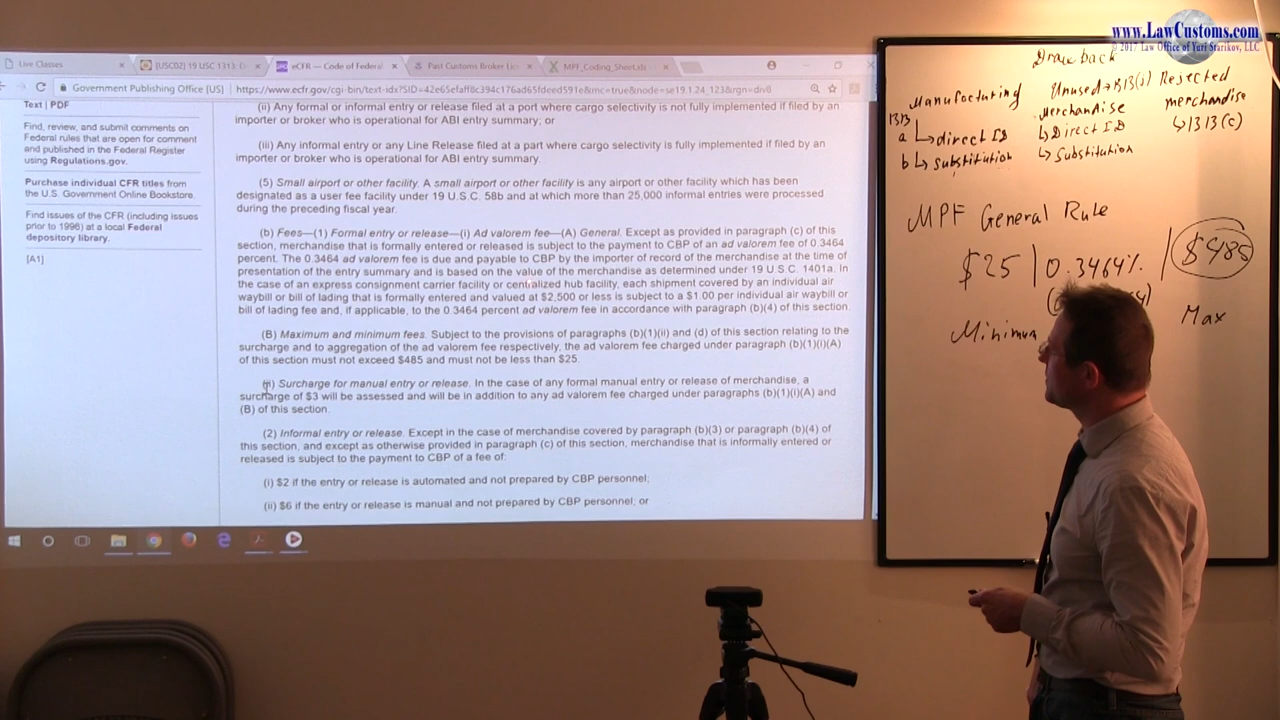 www.LawCustoms.com
© 2017 Law Office of Yuri Starikov, LLC
Live Classes
[USC02] 19 USC 1313: D
eCFR — Code of Federal
Past Customs Broker Lice
MPF_Coding_Sheet.xls
Government Publishing Office [US]
https://www.ecfr.gov/cgi-bin/text-idx?SID=42e65efaff8c394c176ad65fdeed591e&mc=true&node=se19.1.24_123&rgn=div8
Text | PDF
Find, review, and submit comments on
Federal rules that are open for comment
and published in the Federal Register
using Regulations.gov.
Purchase individual CFR titles from
the U.S. Government Online Bookstore.
Find issues of the CFR (including issues
prior to 1996) at a local Federal
depository library.
[A1]
(ii) Any formal or informal entry or release filed at a port where cargo selectivity is not fully implemented if filed by an
importer or broker who is operational for ABI entry summary; or
(iii) Any informal entry or any Line Release filed at a port where cargo selectivity is fully implemented if filed by an
importer or broker who is operational for ABI entry summary.
(5) Small airport or other facility. A small airport or other facility is any airport or other facility which has been
designated as a user fee facility under 19 U.S.C. 58b and at which more than 25,000 informal entries were processed
during the preceding fiscal year.
(b) Fees—(1) Formal entry or release—(i) Ad valorem fee—(A) General. Except as provided in paragraph (c) of this
section, merchandise that is formally entered or released is subject to the payment to CBP of an ad valorem fee of 0.3464
percent. The 0.3464 ad valorem fee is due and payable to CBP by the importer of record of the merchandise at the time of
presentation of the entry summary and is based on the value of the merchandise as determined under 19 U.S.C. 1401a. In
the case of an express consignment carrier facility or centralized hub facility, each shipment covered by an individual air
waybill or bill of lading that is formally entered and valued at $2,500 or less is subject to a $1.00 per individual air waybill or
bill of lading fee and, if applicable, to the 0.3464 percent ad valorem fee in accordance with paragraph (b)(4) of this section.
(B) Maximum and minimum fees. Subject to the provisions of paragraphs (b)(1)(ii) and (d) of this section relating to the
surcharge and to aggregation of the ad valorem fee respectively, the ad valorem fee charged under paragraph (b)(1)(i)(A)
of this section must not exceed $485 and must not be less than $25.
(ii) Surcharge for manual entry or release. In the case of any formal manual entry or release of merchandise, a
surcharge of $3 will be assessed and will be in addition to any ad valorem fee charged under paragraphs (b)(1)(i)(A) and
(B) of this section.
(2) Informal entry or release. Except in the case of merchandise covered by paragraph (b)(3) or paragraph (b)(4) of
this section, and except as otherwise provided in paragraph (c) of this section, merchandise that is informally entered or
released is subject to the payment to CBP of a fee of:
(i) $2 if the entry or release is automated and not prepared by CBP personnel;
(ii) $6 if the entry or release is manual and not prepared by CBP personnel; or
Drawback
Manufacturing
1313
a direct ID
b substitution
Unused 1313(j)
Merchandise
Direct ID
Substitution
Rejected
merchandise
1313(c)
MPF General Rule
$25 | 0.3464% | $485
Minimum
Max